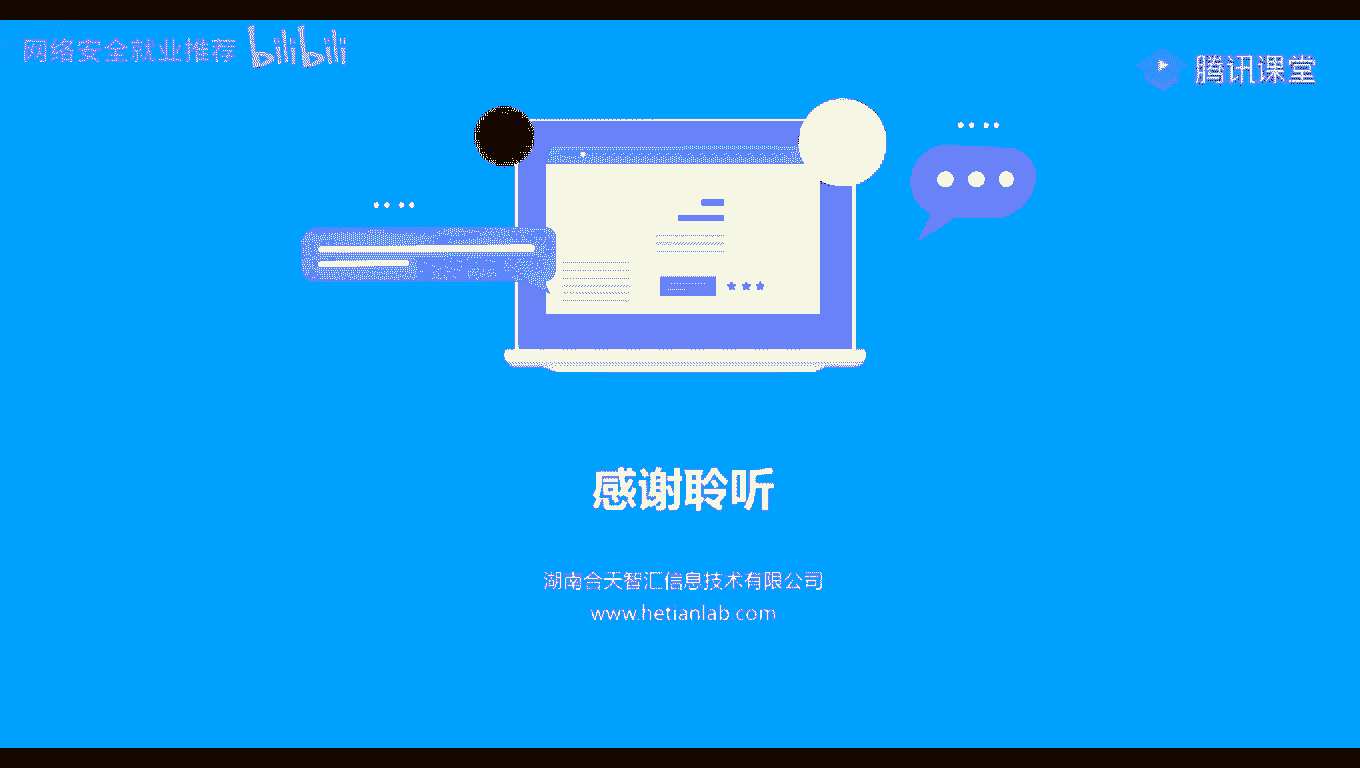 网络安全就业推荐 bilibili
腾讯课堂
感谢聆听
湖南合天智汇信息技术有限公司
www.hetianlab.com